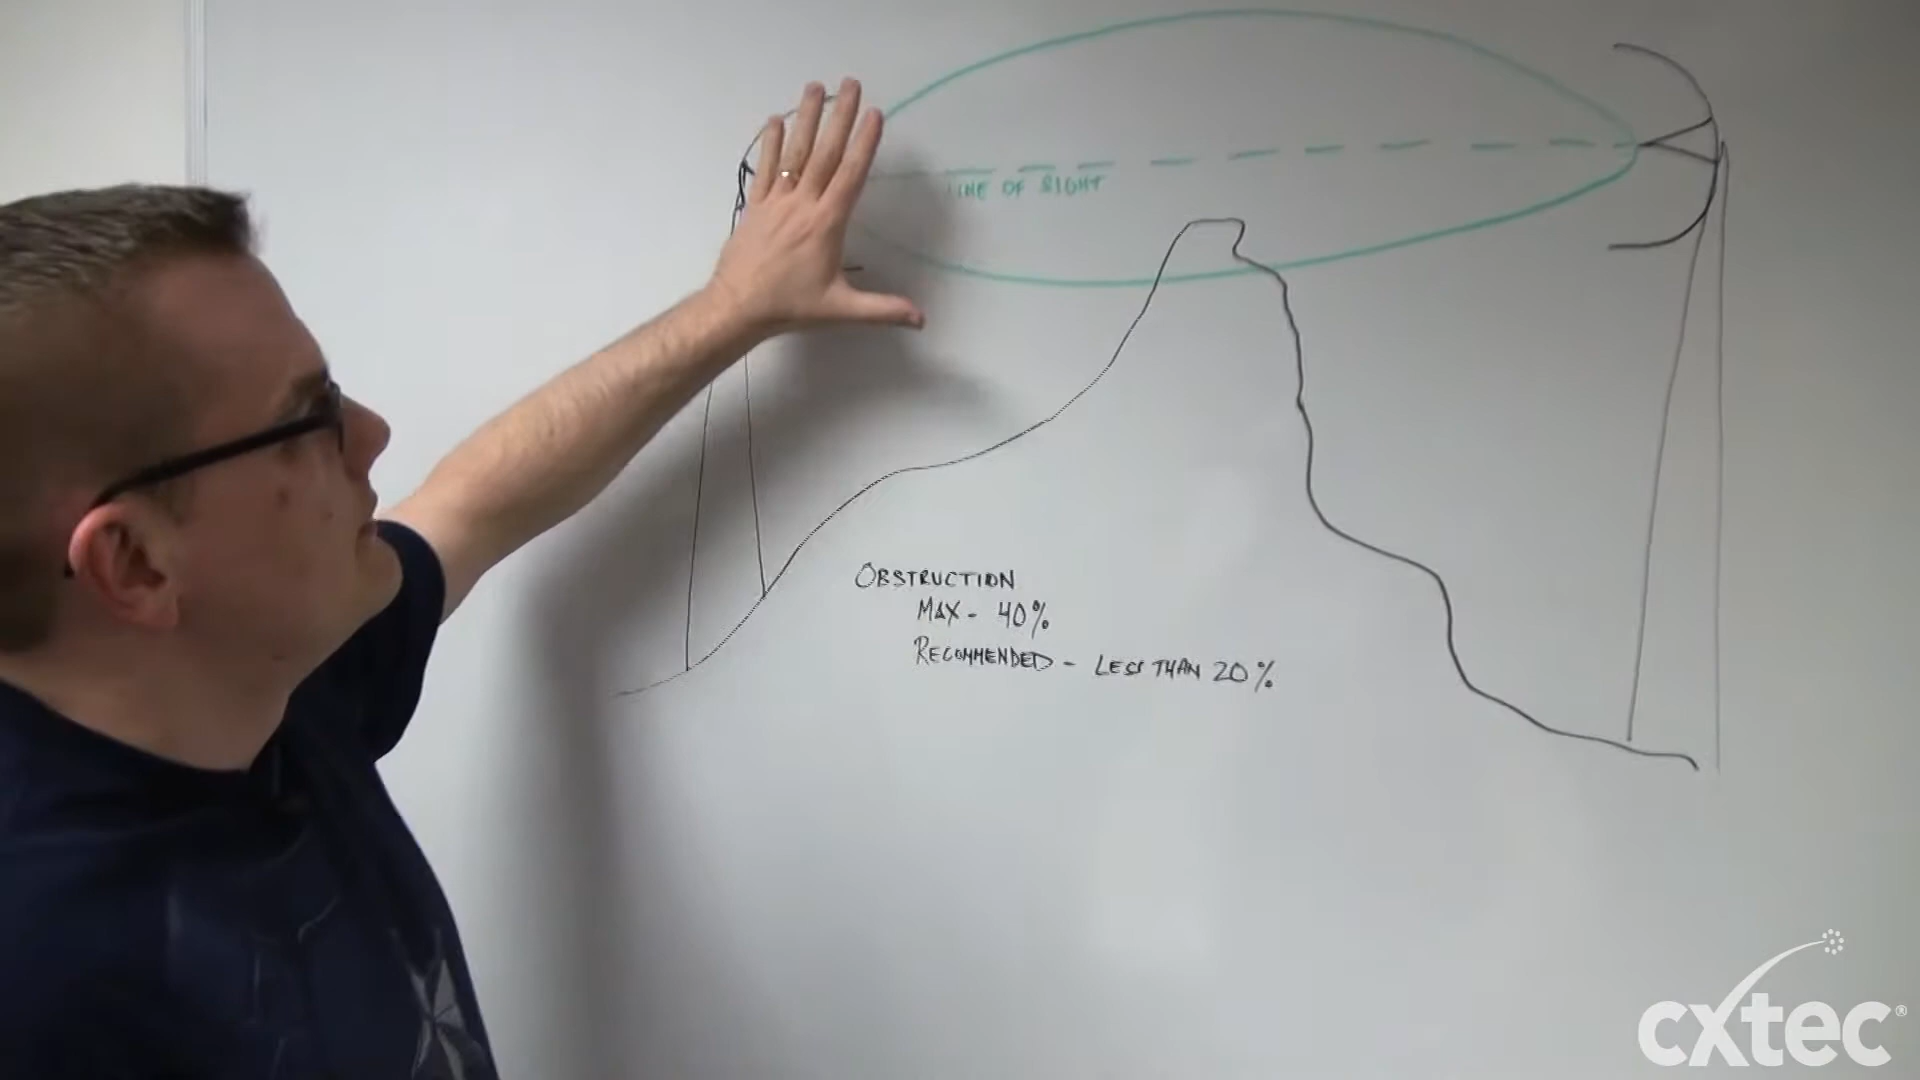 LINE OF SIGHT
OBSTRUCTION
MAX - 40%
RECOMMENDED - LESS THAN 20%
cxtec®